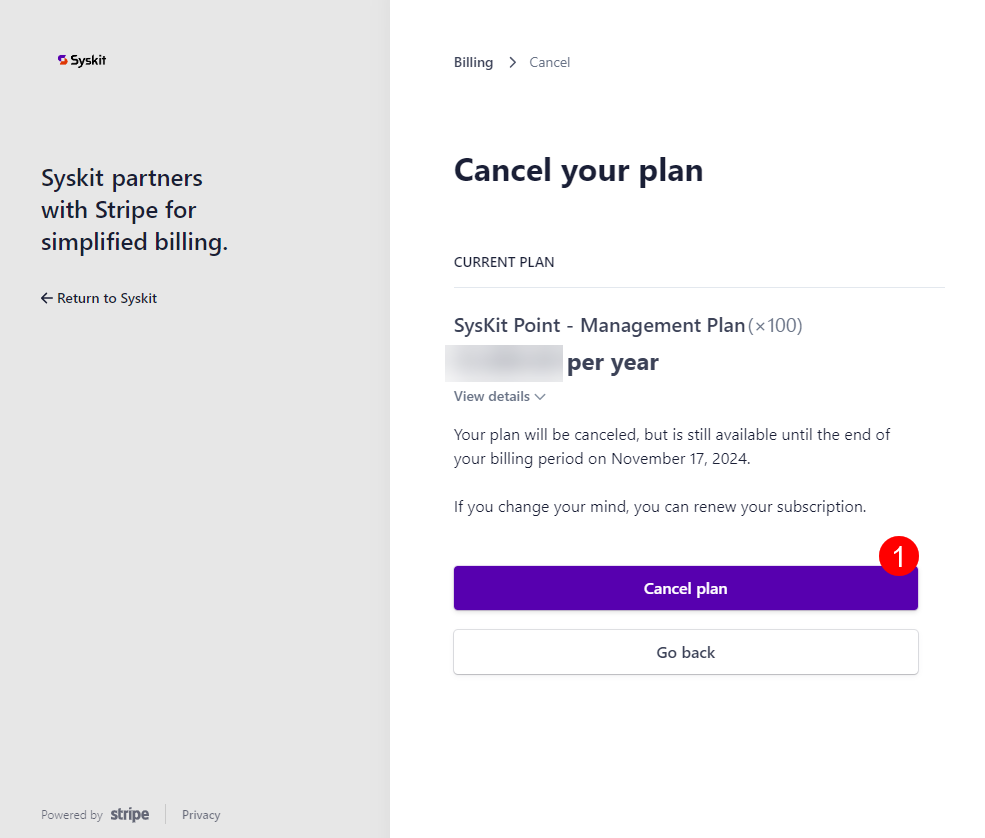 Syskit
Syskit partners
with Stripe for
simplified billing.
← Return to Syskit
Powered by stripe
Privacy
Billing > Cancel
Cancel your plan
CURRENT PLAN
SysKit Point - Management Plan (×100)
per year
View details
Your plan will be canceled, but is still available until the end of
your billing period on November 17, 2024.
If you change your mind, you can renew your subscription.
1
Cancel plan
Go back